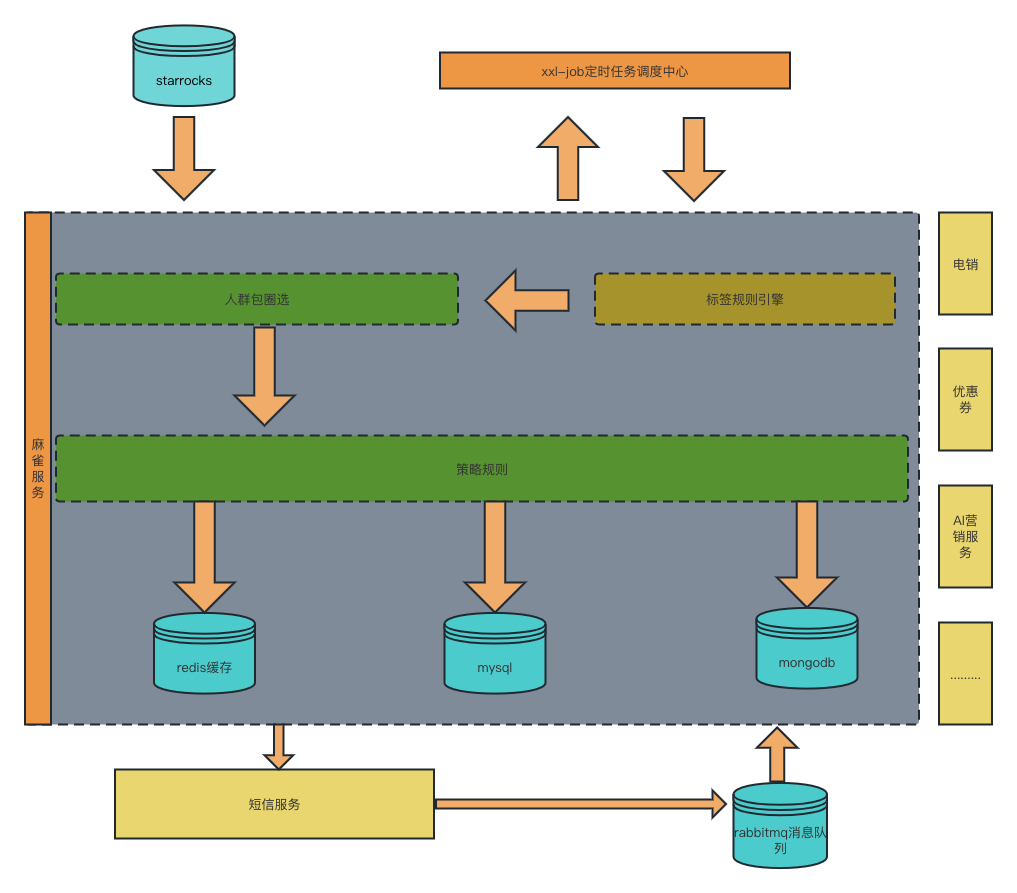 starrocks
xxl-job定时任务调度中心
电销
人群包圈选
标签规则引擎
优惠
券
麻
雀
服
务
策略规则
AI营
销服
务
redis缓存
mysql
mongodb
.........
短信服务
rabbitmq消息队
列